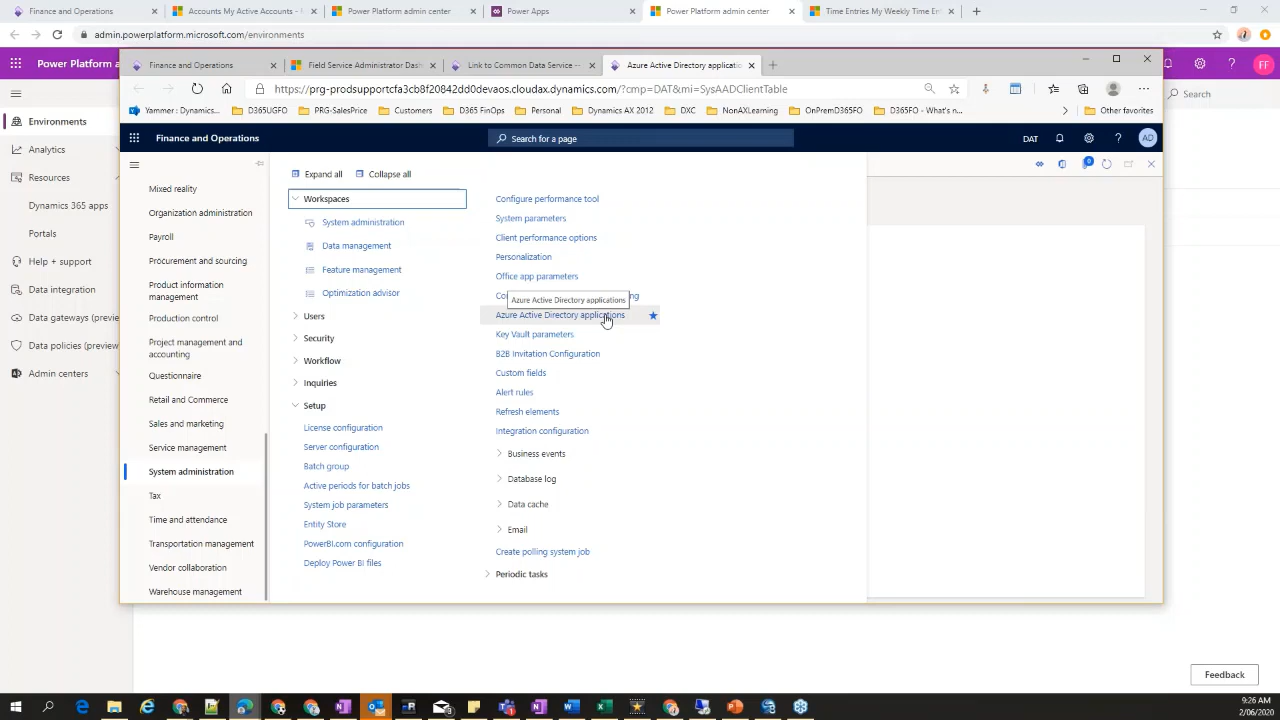 Finance and Operations
Accounts My Active Accounts -
Power Platform admin center
Power Apps
Power Platform admin center
Time Entries My Weekly Time Ent
admin.powerplatform.microsoft.com/environments
Power Platform a
FF
Finance and Operations
Field Service Administrator Dash
Link to Common Data Service --
Azure Active Directory applicatio
https://prg-prodsupportcfa3cb8f20842dd0devaos.cloudax.dynamics.com/?cmp=DAT&mi=SysAADClientTable
Yamner : Dynamics...
D365UGFO
PRG-SalePrice
Customers
D365 FinOps
Personal
Dynamics AX 2012
DXC
NonAXLearning
OnPremD365FO
D365FO - What's n...
Other favorites
Finance and Operations
Search for a page
DAT
AD
Search
Environments
Analytics
Resources
Dynamics 365 apps
Portals
Help + support
Data integration
Data gateways (previe
Data policies (preview
Admin centers
Mixed reality
Organization administration
Payroll
Procurement and sourcing
Product information
management
Production control
Project management and
accounting
Questionnaire
Retail and Commerce
Sales and marketing
Service management
System administration
Tax
Time and attendance
Transportation management
Vendor collaboration
Warehouse management
Expand all
Collapse all
Workspaces
System administration
Data management
Feature management
Optimization advisor
Users
Security
Workflow
Inquiries
Setup
License configuration
Server configuration
Batch group
Active periods for batch jobs
System job parameters
Entity Store
PowerBI.com configuration
Deploy Power BI files
Configure performance tool
System parameters
Client performance options
Personalization
Office app parameters
Co
ng
Azure Active Directory applications
Azure Active Directory applications
Key Vault parameters
B2B Invitation Configuration
Custom fields
Alert rules
Refresh elements
Integration configuration
Business events
Database log
Data cache
Email
Create polling system job
Periodic tasks
Feedback
9:26 AM
2/06/2020